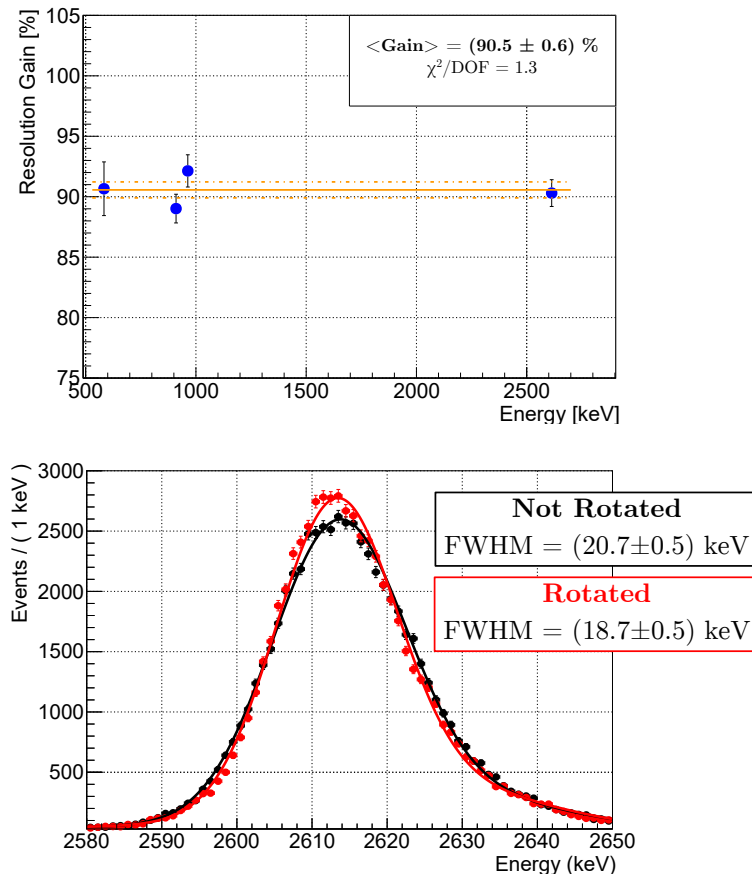 Resolution Gain [%]
105
100
95
90
85
80
75
<Gain> = (90.5 ± 0.6) %
χ²/DOF = 1.3
500 1000 1500 2000 2500
Energy [keV]
Events / ( 1 keV )
3000
2500
2000
1500
1000
500
Not Rotated
FWHM = (20.7±0.5) keV
Rotated
FWHM = (18.7±0.5) keV
2580 2590 2600 2610 2620 2630 2640 2650
Energy (keV)